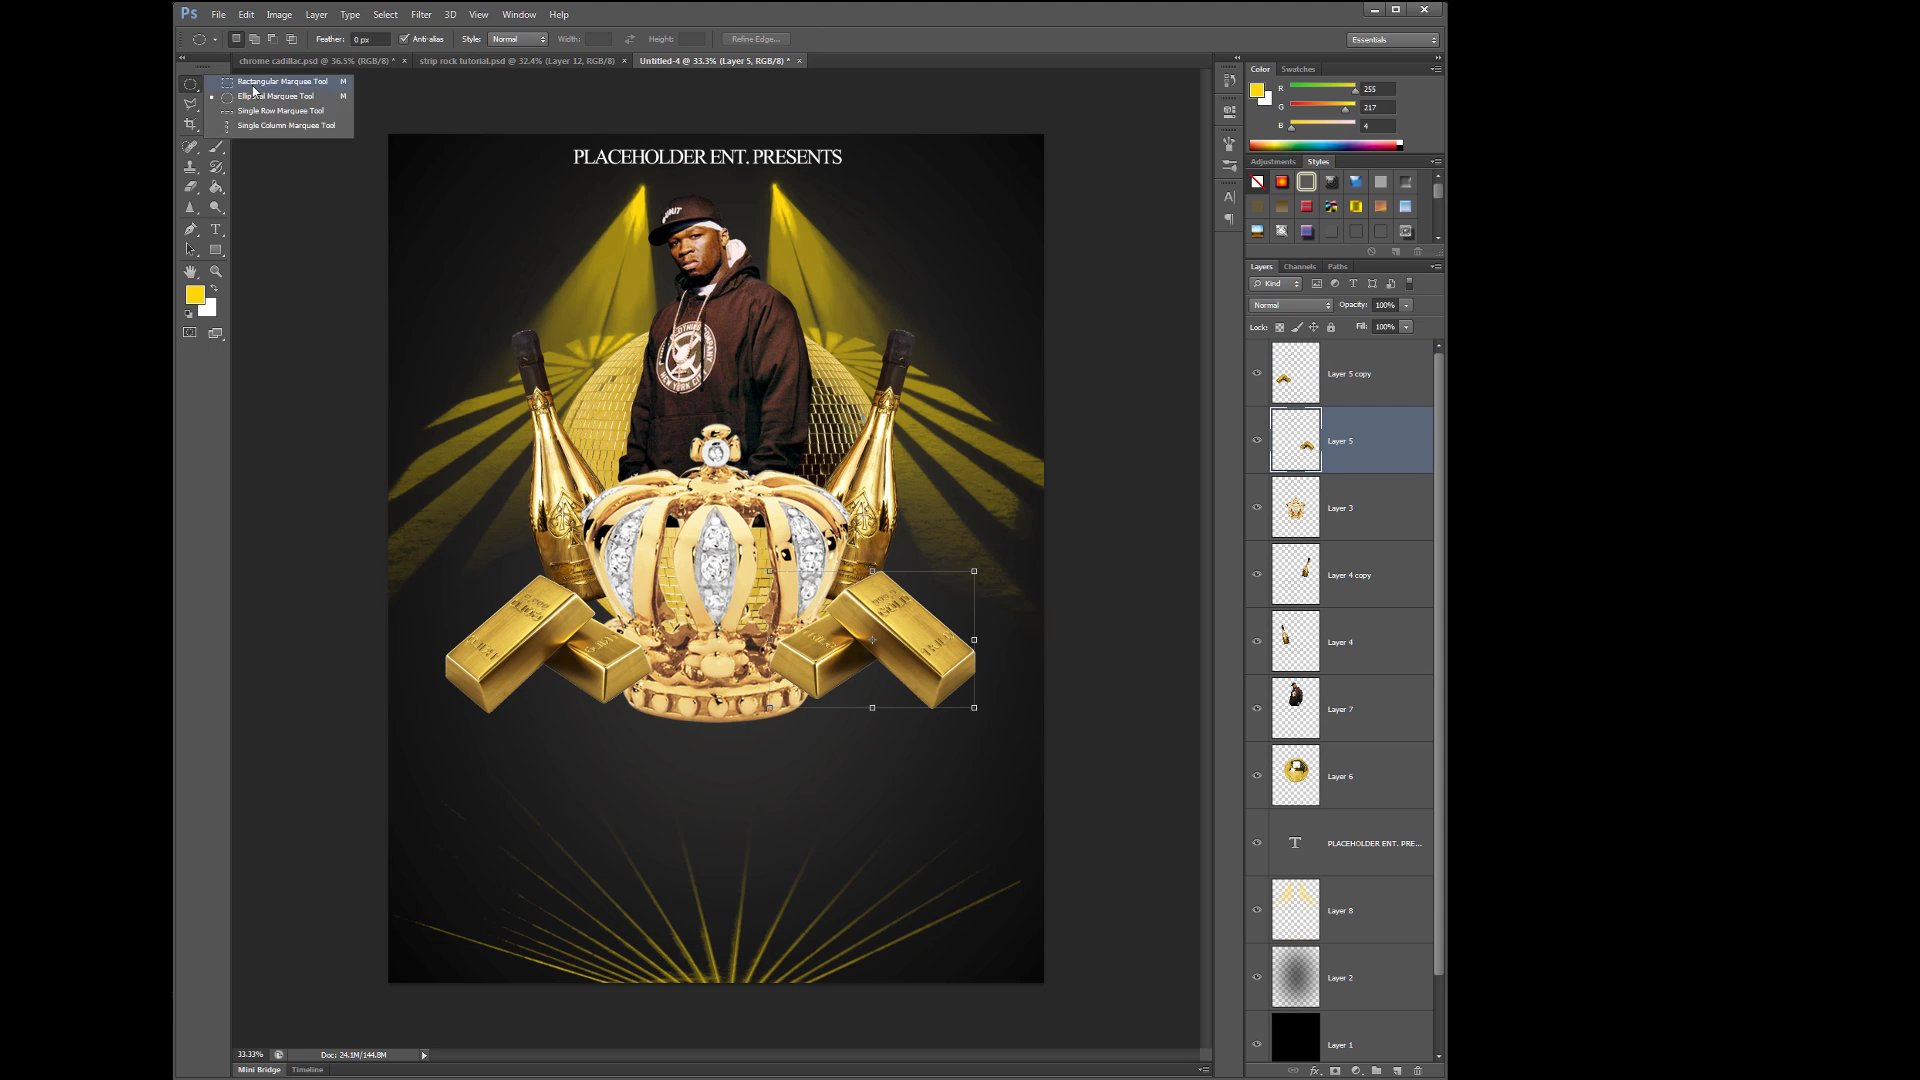 Ps File Edit Image Layer Type Select Filter 3D View Window Help
Feather: 0 px Anti-alias Style: Normal Width: Height: Refine Edge... Essentials
chrome cadillac.psd @ 36.5% (RGB/8) * × strip rock tutorial.psd @ 32.4% (Layer 12, RGB/8) × Untitled-4 @ 33.3% (Layer 5, RGB/8) * ×
Rectangular Marquee Tool M
Elliptical Marquee Tool M
Single Row Marquee Tool
Single Column Marquee Tool
PLACEHOLDER ENT. PRESENTS
NEW YORK CITY
Color Swatches
R 255
G 217
B 4
Adjustments Styles
Layers Channels Paths
Kind
Normal Opacity: 100%
Lock: Fill: 100%
Layer 5 copy
Layer 5
Layer 3
Layer 4 copy
Layer 4
Layer 7
Layer 6
PLACEHOLDER ENT. PRE...
Layer 8
Layer 2
Layer 1
33.33% Doc: 24.1M/144.8M
Mini Bridge Timeline